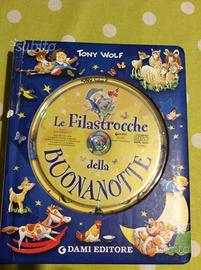 subito
TONY WOLF
Le Filastrocche
della
BUONANOTTE
DAMI EDITORE